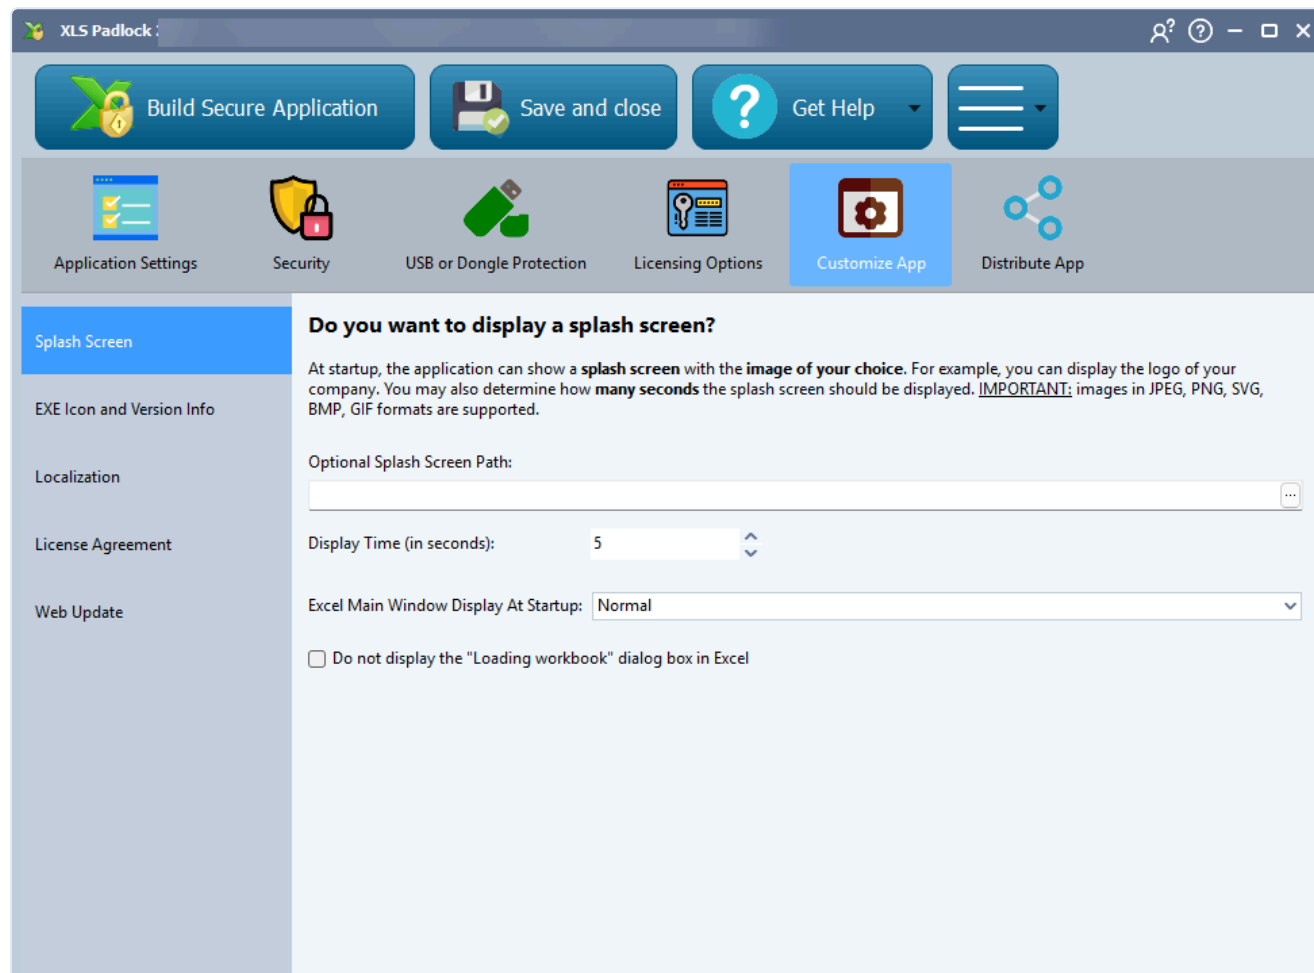 XLS Padlock
Build Secure Application
Save and close
Get Help
Application Settings
Security
USB or Dongle Protection
Licensing Options
Customize App
Distribute App
Splash Screen
EXE Icon and Version Info
Localization
License Agreement
Web Update
Do you want to display a splash screen?
At startup, the application can show a splash screen with the image of your choice. For example, you can display the logo of your
company. You may also determine how many seconds the splash screen should be displayed. IMPORTANT: images in JPEG, PNG, SVG,
BMP, GIF formats are supported.
Optional Splash Screen Path:
...
Display Time (in seconds):
5
Excel Main Window Display At Startup:
Normal
Do not display the "Loading workbook" dialog box in Excel